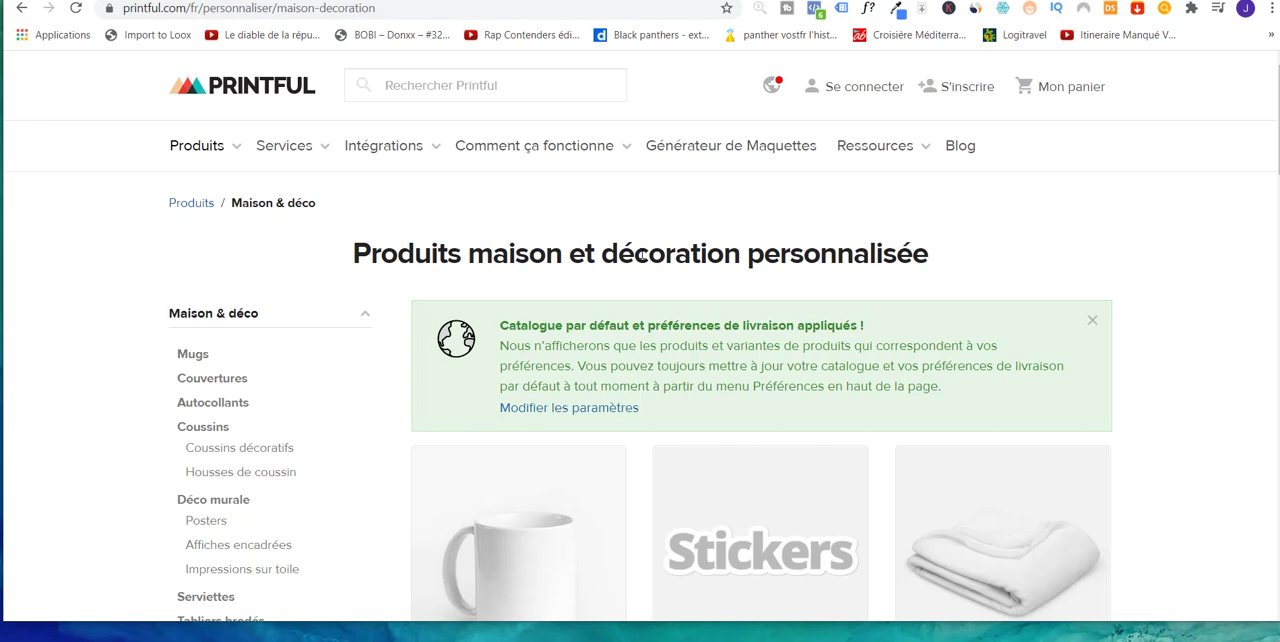 printful.com/fr/personnaliser/maison-decoration
Applications
Import to Loox
Le diable de la répu...
BOBI – Donxx – #32...
Rap Contenders édi...
Black panthers - ext...
panther vostfr l'hist...
Croisière Méditerra...
Logitravel
Itineraire Manqué V...
»
PRINTFUL
Rechercher Printful
Se connecter
S'inscrire
Mon panier
Produits
Services
Intégrations
Comment ça fonctionne
Générateur de Maquettes
Ressources
Blog
Produits / Maison & déco
Produits maison et décoration personnalisée
Maison & déco
Mugs
Couvertures
Autocollants
Coussins
Coussins décoratifs
Housses de coussin
Déco murale
Posters
Affiches encadrées
Impressions sur toile
Serviettes
Tabliers brodés
Catalogue par défaut et préférences de livraison appliqués !
Nous n'afficherons que les produits et variantes de produits qui correspondent à vos
préférences. Vous pouvez toujours mettre à jour votre catalogue et vos préférences de livraison
par défaut à tout moment à partir du menu Préférences en haut de la page.
Modifier les paramètres
Stickers